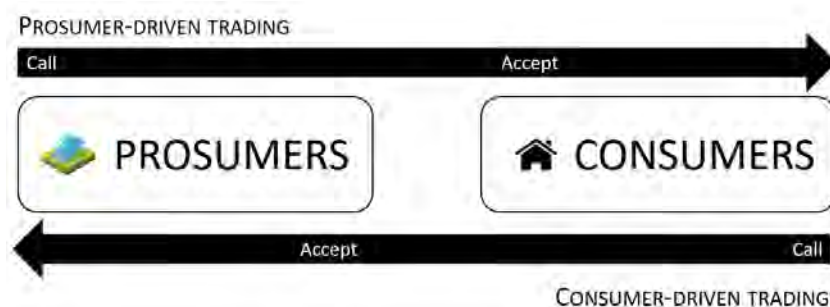 PROSUMER-DRIVEN TRADING
Call Accept
PROSUMERS CONSUMERS
Accept Call
CONSUMER-DRIVEN TRADING